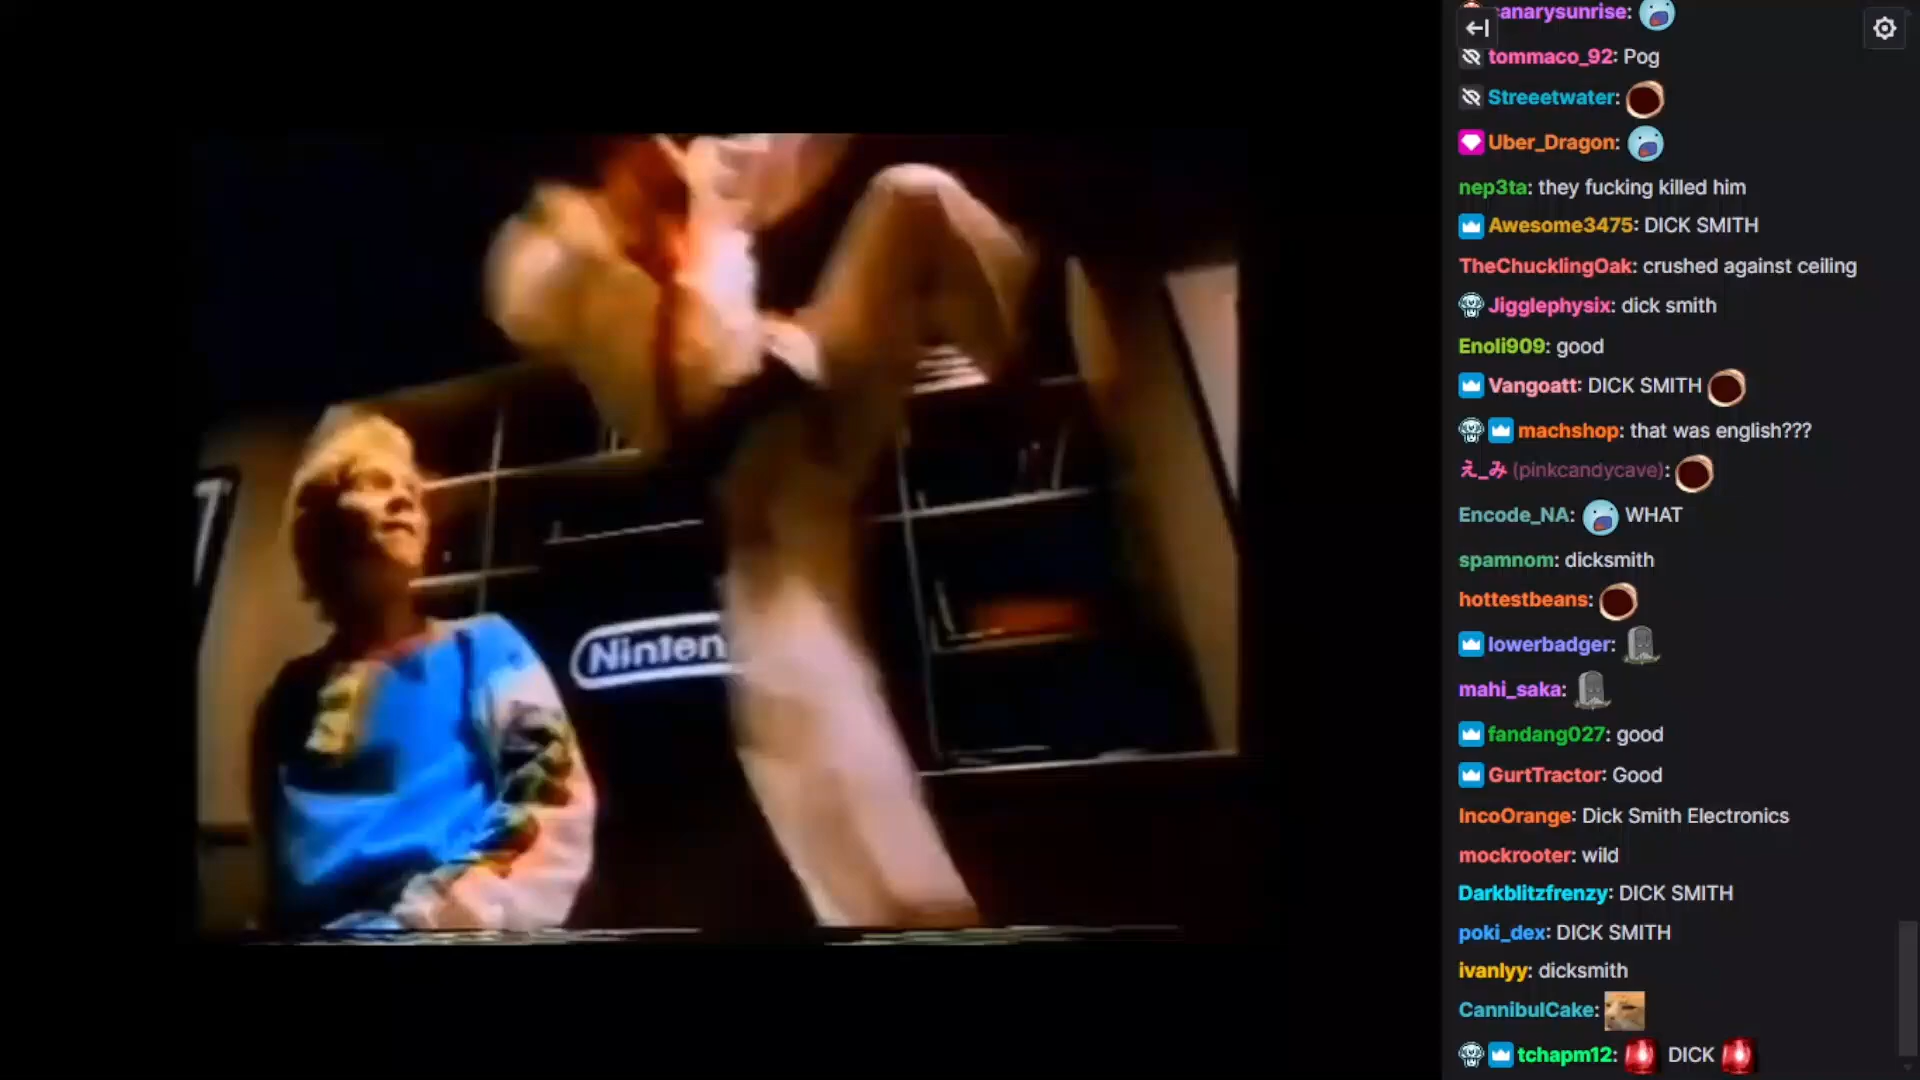 Ninten
canarysunrise:
tommaco_92: Pog
Streeetwater:
Uber_Dragon:
nep3ta: they fucking killed him
Awesome3475: DICK SMITH
TheChucklingOak: crushed against ceiling
Jigglephysix: dick smith
Enoli909: good
Vangoatt: DICK SMITH
machshop: that was english???
え_み (pinkcandycave):
Encode_NA: WHAT
spamnom: dicksmith
hottestbeans:
lowerbadger:
mahi_saka:
fandang027: good
GurtTractor: Good
IncoOrange: Dick Smith Electronics
mockrooter: wild
Darkblitzfrenzy: DICK SMITH
poki_dex: DICK SMITH
ivanlyy: dicksmith
CannibulCake:
tchapm12: DICK